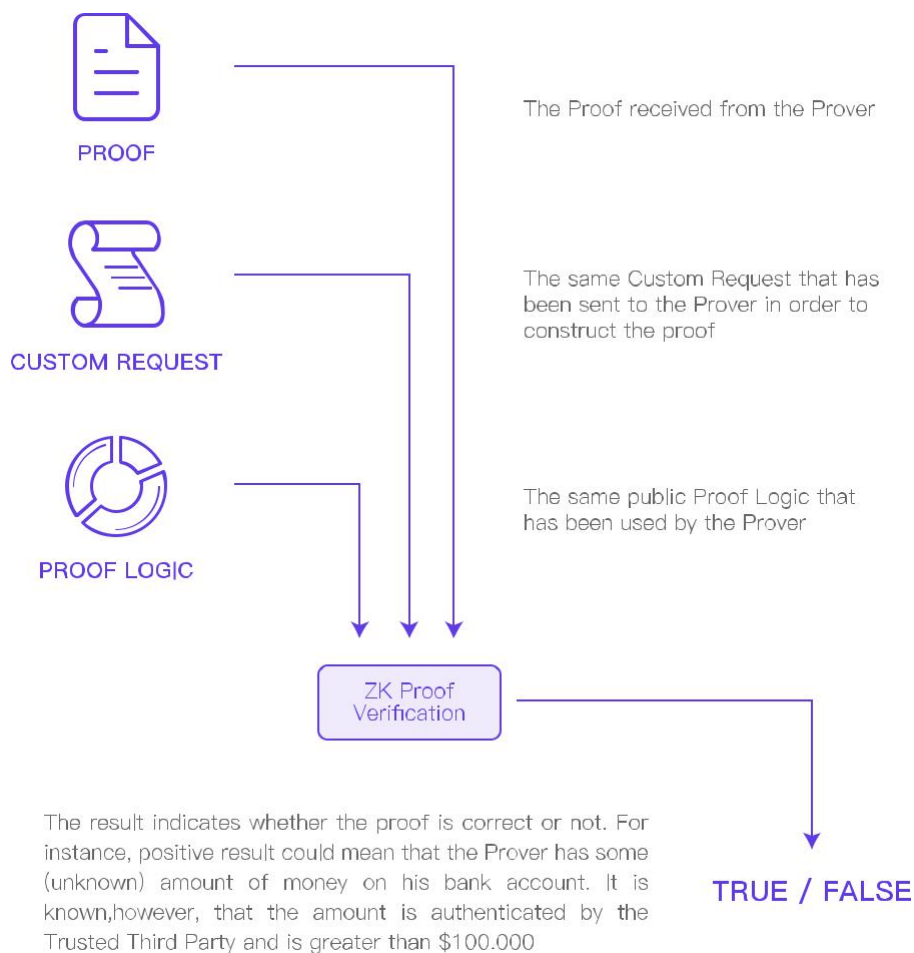 PROOF
The Proof received from the Prover
CUSTOM REQUEST
The same Custom Request that has
been sent to the Prover in order to
construct the proof
PROOF LOGIC
The same public Proof Logic that
has been used by the Prover
ZK Proof
Verification
The result indicates whether the proof is correct or not. For
instance, positive result could mean that the Prover has some
(unknown) amount of money on his bank account. It is
known,however, that the amount is authenticated by the
Trusted Third Party and is greater than $100.000
TRUE / FALSE